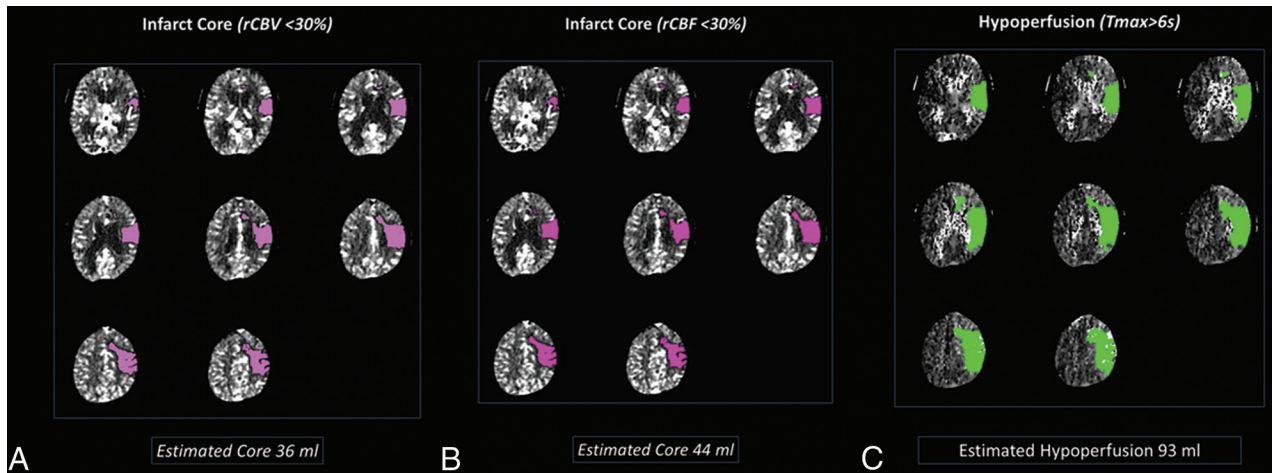 Infarct Core (rCBV <30%)
Infarct Core (rCBF <30%)
Hypoperfusion (Tmax>6s)
A
Estimated Core 36 ml
B
Estimated Core 44 ml
C
Estimated Hypoperfusion 93 ml